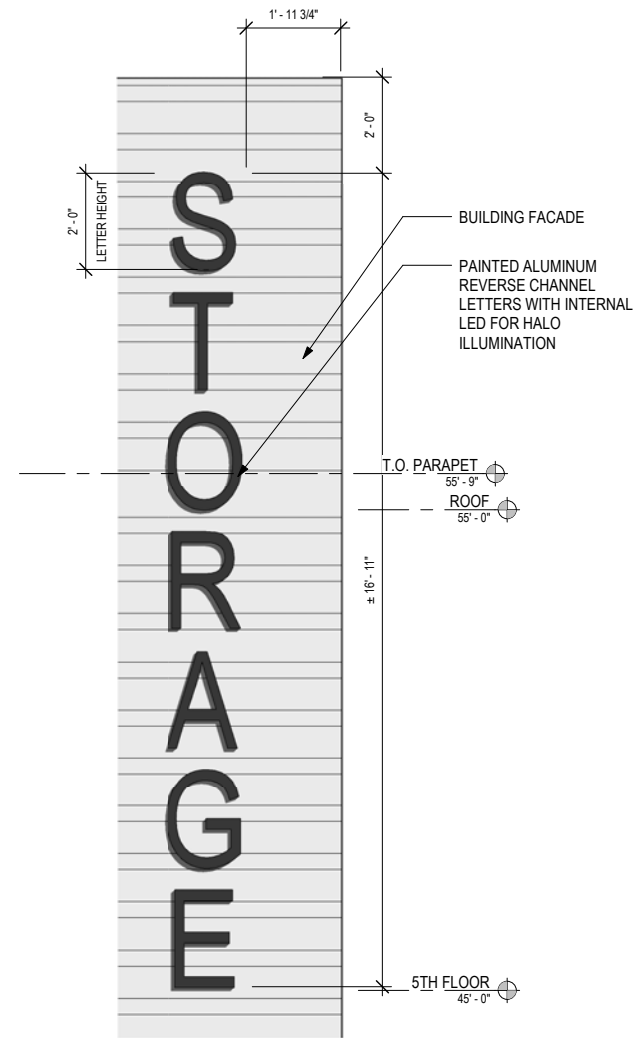 1' - 11 3/4"
2' - 0"
2' - 0"
LETTER HEIGHT
S
T
O
R
A
G
E
BUILDING FACADE
PAINTED ALUMINUM
REVERSE CHANNEL
LETTERS WITH INTERNAL
LED FOR HALO
ILLUMINATION
T.O. PARAPET
55' - 9"
ROOF
55' - 0"
± 16' - 11"
5TH FLOOR
45' - 0"